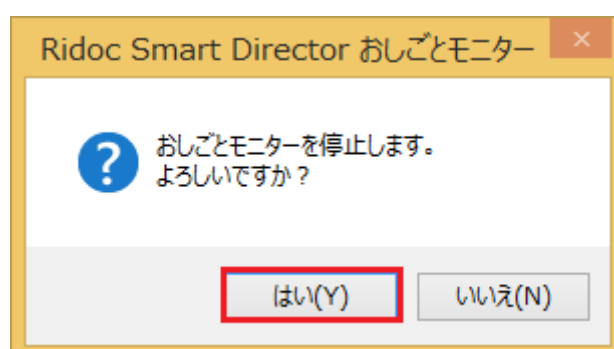 Ridoc Smart Director おしごとモニター
おしごとモニターを停止します。
よろしいですか？
はい(Y)
いいえ(N)